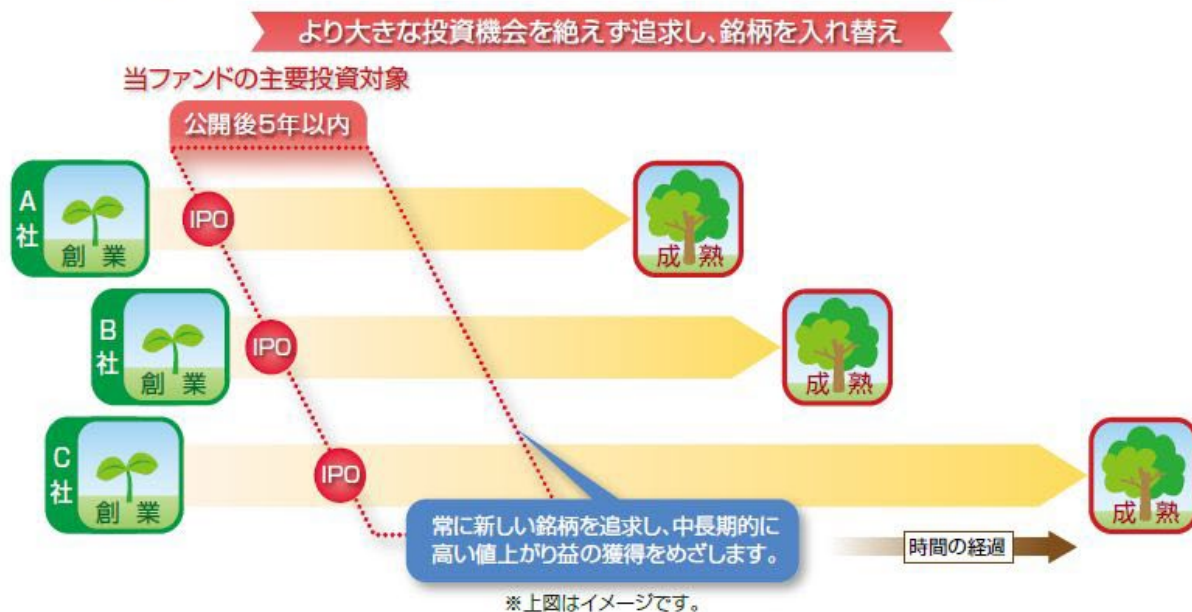 より大きな投資機会を絶えず追求し、銘柄を入れ替え
当ファンドの主要投資対象
公開後5年以内
A社
創業
IPO
成熟
B社
創業
IPO
成熟
C社
創業
IPO
成熟
常に新しい銘柄を追求し、中長期的に
高い値上がり益の獲得をめざします。
時間の経過
※上図はイメージです。